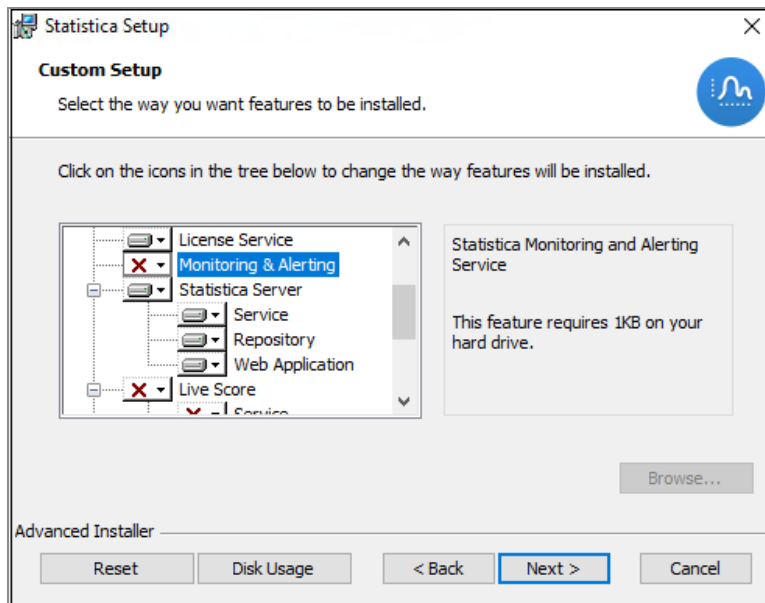 Statistica Setup
Custom Setup
Select the way you want features to be installed.
Click on the icons in the tree below to change the way features will be installed.
License Service
Monitoring & Alerting
Statistica Server
Service
Repository
Web Application
Live Score
Service
Statistica Monitoring and Alerting
Service
This feature requires 1KB on your
hard drive.
Browse...
Advanced Installer
Reset
Disk Usage
< Back
Next >
Cancel